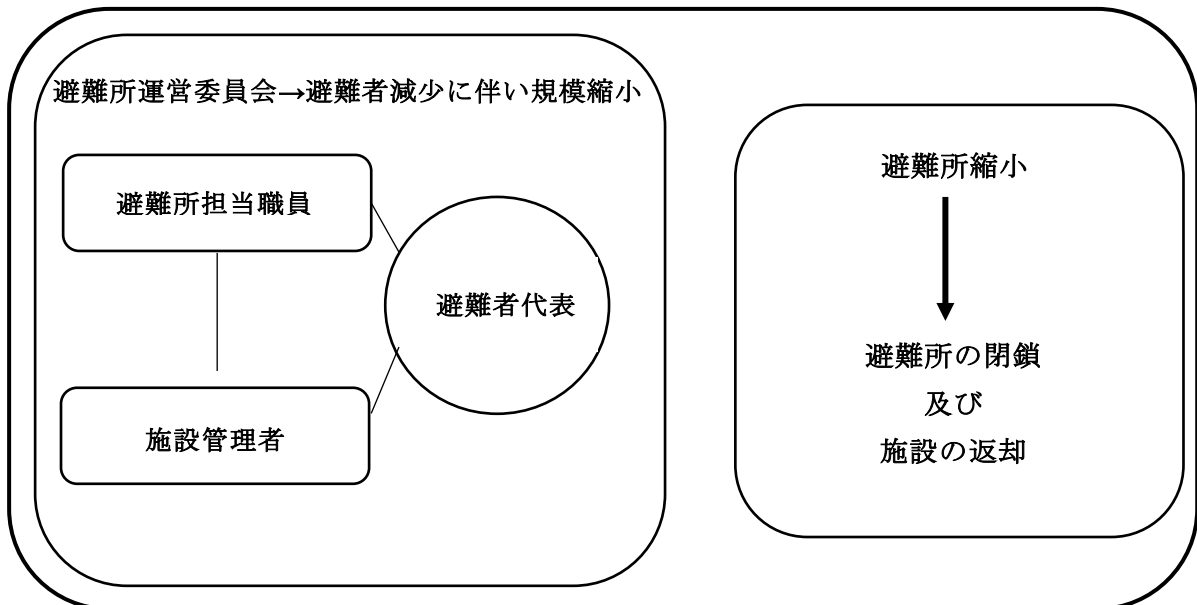 避難所運営委員会→避難者減少に伴い規模縮小
避難所担当職員
避難者代表
施設管理者
避難所縮小
避難所の閉鎖
及び
施設の返却